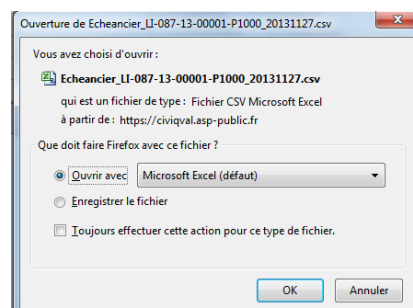 Ouverture de Echeancier_LI-087-13-00001-P1000_20131127.csv
Vous avez choisi d'ouvrir :
Echeancier_LI-087-13-00001-P1000_20131127.csv
qui est un fichier de type : Fichier CSV Microsoft Excel
à partir de : https://civiqval.asp-public.fr
Que doit faire Firefox avec ce fichier ?
Ouvrir avec Microsoft Excel (défaut)
Enregistrer le fichier
Toujours effectuer cette action pour ce type de fichier.
OK Annuler